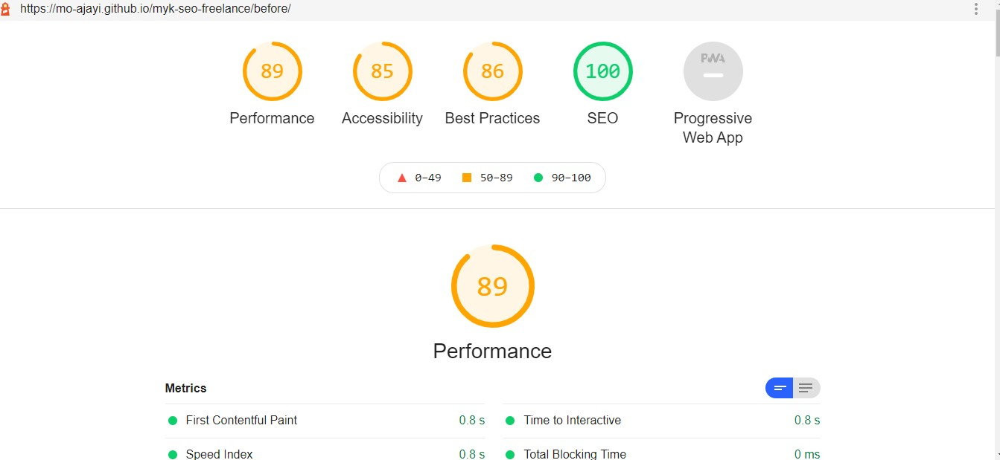 https://mo-ajayi.github.io/myk-seo-freelance/before/
89 85 86 100 PWA
Performance Accessibility Best Practices SEO Progressive
Web App
0–49 50–89 90–100
89
Performance
Metrics
First Contentful Paint 0.8 s Time to Interactive 0.8 s
Speed Index 0.8 s Total Blocking Time 0 ms